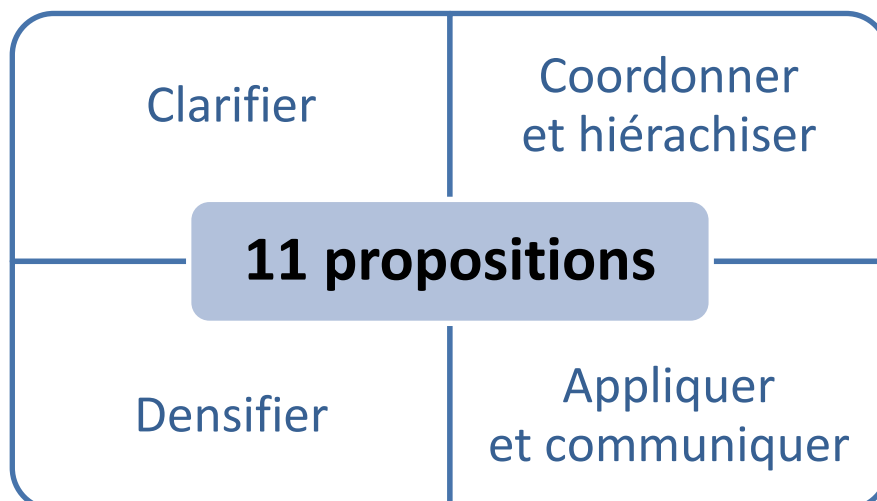 Clarifier
Coordonner
et hiérachiser
11 propositions
Densifier
Appliquer
et communiquer